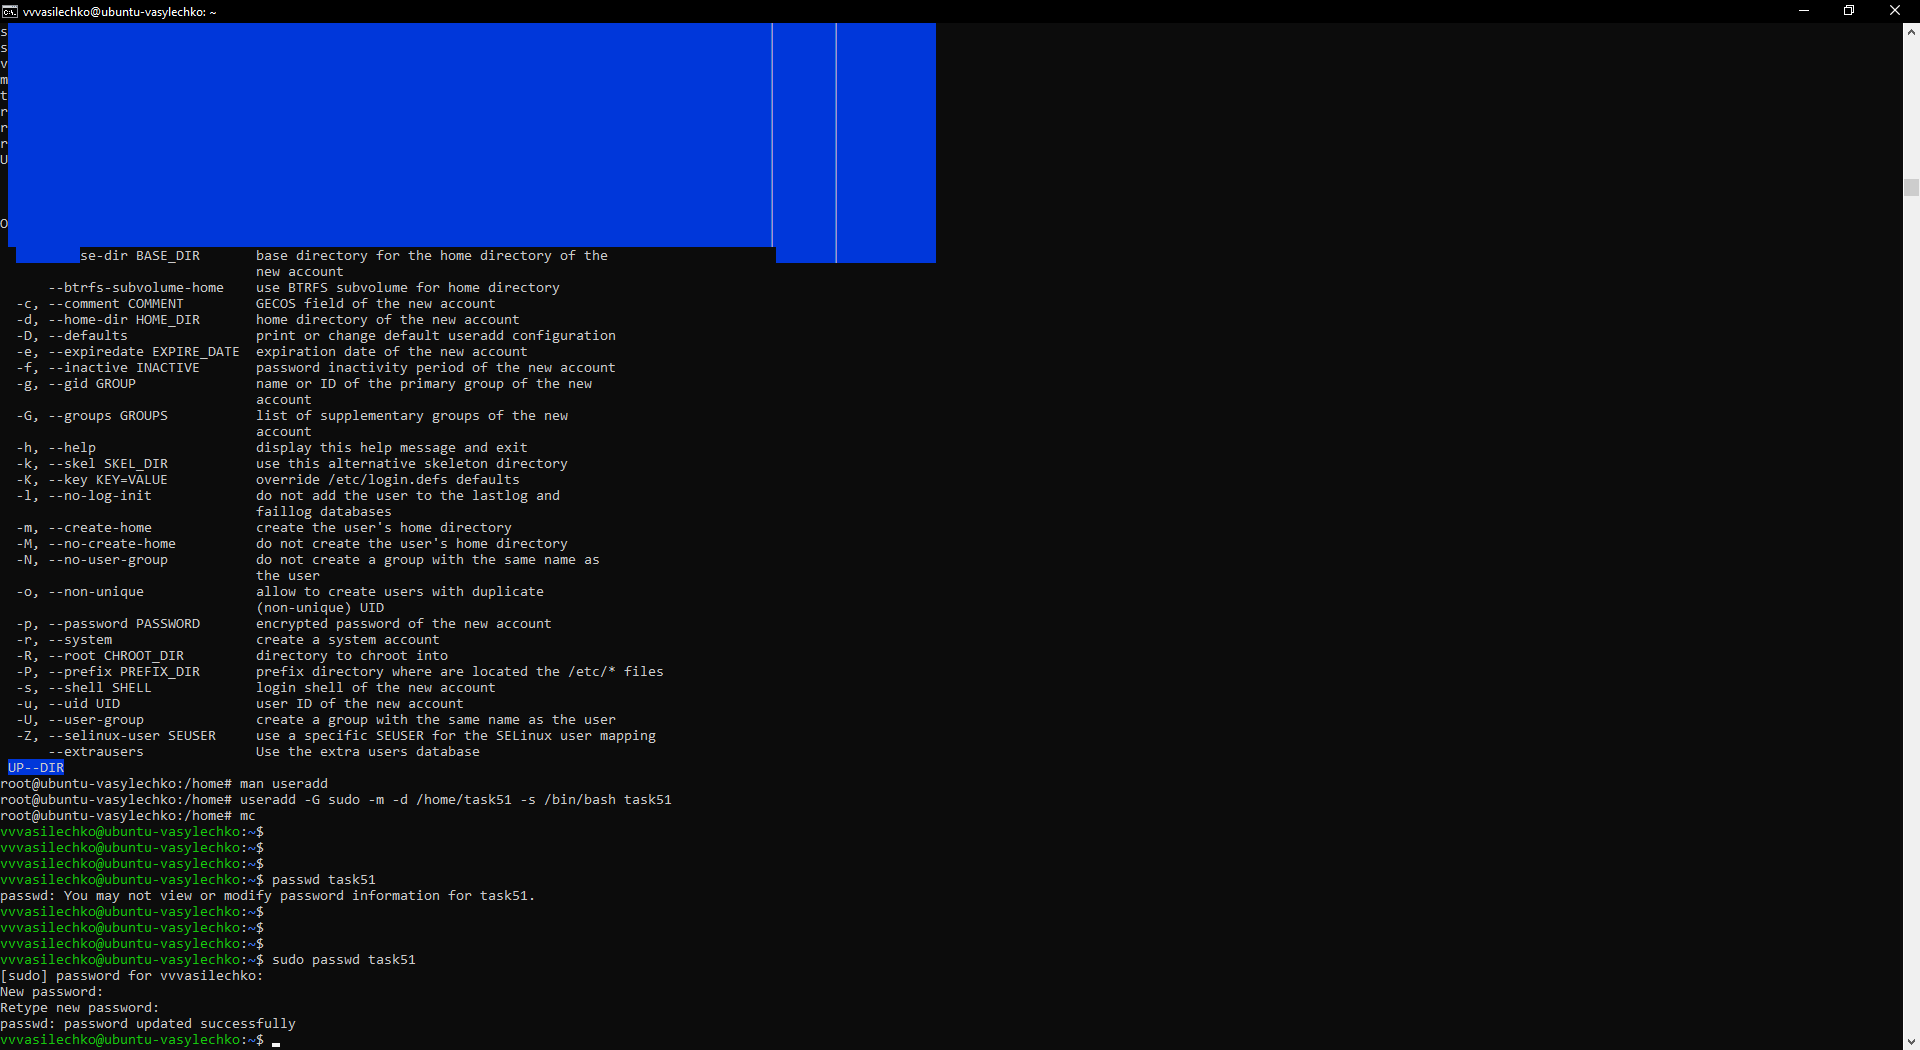 vvvasilechko@ubuntu-vasylechko: ~
s
s
v
m
t
r
r
r
U
O
se-dir BASE_DIR       base directory for the home directory of the
                                new account
      --btrfs-subvolume-home    use BTRFS subvolume for home directory
  -c, --comment COMMENT         GECOS field of the new account
  -d, --home-dir HOME_DIR       home directory of the new account
  -D, --defaults                print or change default useradd configuration
  -e, --expiredate EXPIRE_DATE  expiration date of the new account
  -f, --inactive INACTIVE       password inactivity period of the new account
  -g, --gid GROUP               name or ID of the primary group of the new
                                account
  -G, --groups GROUPS           list of supplementary groups of the new
                                account
  -h, --help                    display this help message and exit
  -k, --skel SKEL_DIR           use this alternative skeleton directory
  -K, --key KEY=VALUE           override /etc/login.defs defaults
  -l, --no-log-init             do not add the user to the lastlog and
                                faillog databases
  -m, --create-home             create the user's home directory
  -M, --no-create-home          do not create the user's home directory
  -N, --no-user-group           do not create a group with the same name as
                                the user
  -o, --non-unique              allow to create users with duplicate
                                (non-unique) UID
  -p, --password PASSWORD       encrypted password of the new account
  -r, --system                  create a system account
  -R, --root CHROOT_DIR         directory to chroot into
  -P, --prefix PREFIX_DIR       prefix directory where are located the /etc/* files
  -s, --shell SHELL             login shell of the new account
  -u, --uid UID                 user ID of the new account
  -U, --user-group              create a group with the same name as the user
  -Z, --selinux-user SEUSER     use a specific SEUSER for the SELinux user mapping
      --extrausers              Use the extra users database
 UP--DIR
root@ubuntu-vasylechko:/home# man useradd
root@ubuntu-vasylechko:/home# useradd -G sudo -m -d /home/task51 -s /bin/bash task51
root@ubuntu-vasylechko:/home# mc
vvvasilechko@ubuntu-vasylechko:~$
vvvasilechko@ubuntu-vasylechko:~$
vvvasilechko@ubuntu-vasylechko:~$
vvvasilechko@ubuntu-vasylechko:~$ passwd task51
passwd: You may not view or modify password information for task51.
vvvasilechko@ubuntu-vasylechko:~$
vvvasilechko@ubuntu-vasylechko:~$
vvvasilechko@ubuntu-vasylechko:~$
vvvasilechko@ubuntu-vasylechko:~$ sudo passwd task51
[sudo] password for vvvasilechko:
New password:
Retype new password:
passwd: password updated successfully
vvvasilechko@ubuntu-vasylechko:~$